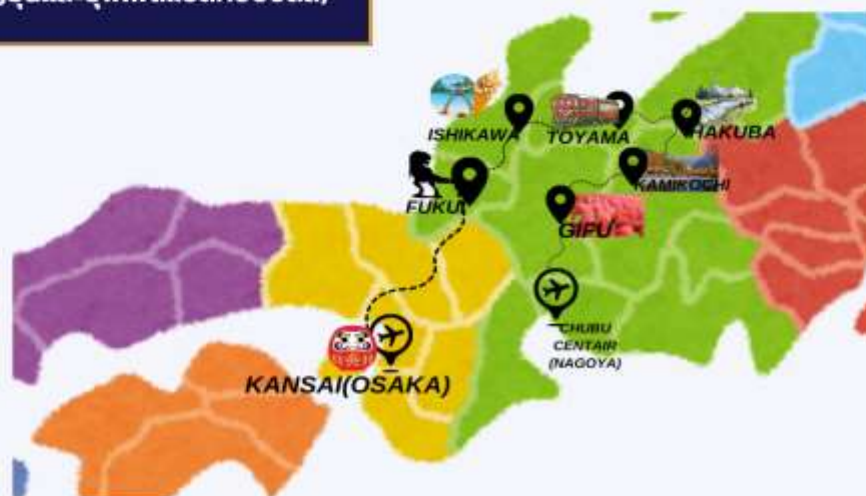 ISHIKAWA
TOYAMA
HAKUBA
KAMIKOCHI
FUKUI
GIFU
CHUBU
CENTAIR
(NAGOYA)
KANSAI(OSAKA)